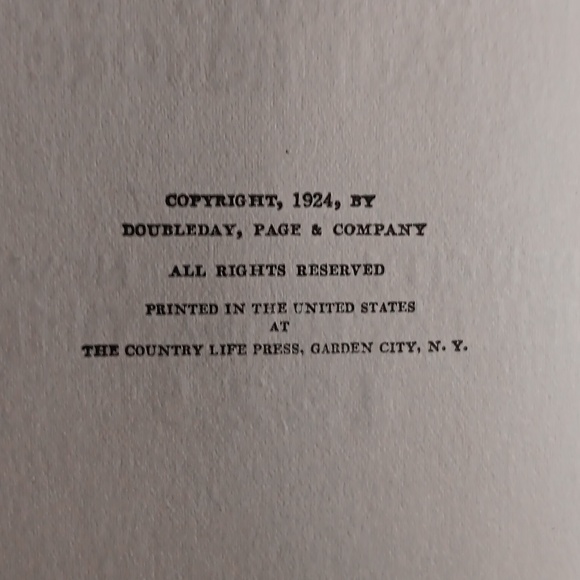 COPYRIGHT, 1924, BY
DOUBLEDAY, PAGE & COMPANY
ALL RIGHTS RESERVED
PRINTED IN THE UNITED STATES
AT
THE COUNTRY LIFE PRESS, GARDEN CITY, N. Y.